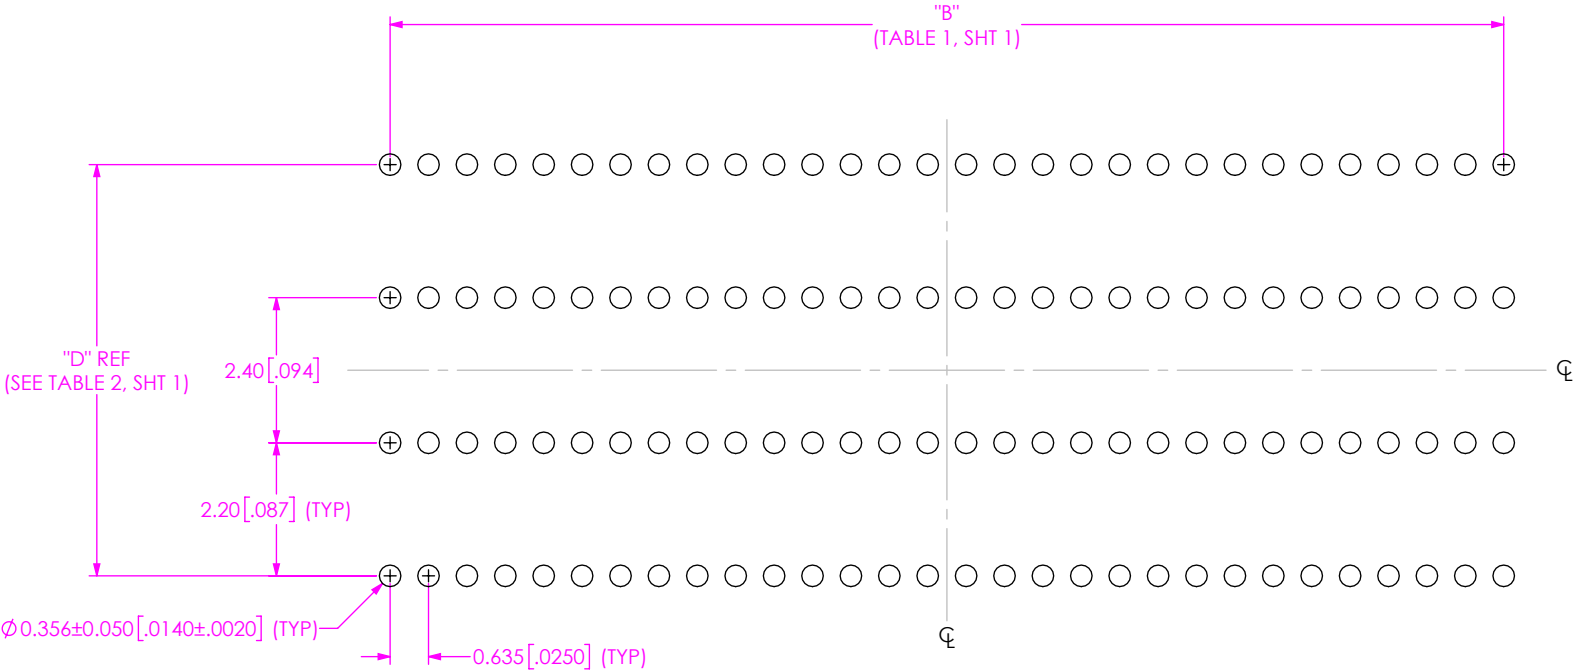 "B"
(TABLE 1, SHT 1)
"D" REF
(SEE TABLE 2, SHT 1)
2.40[.094]
℄
2.20[.087] (TYP)
Ø0.356±0.050[.0140±.0020] (TYP)
℄
0.635[.0250] (TYP)